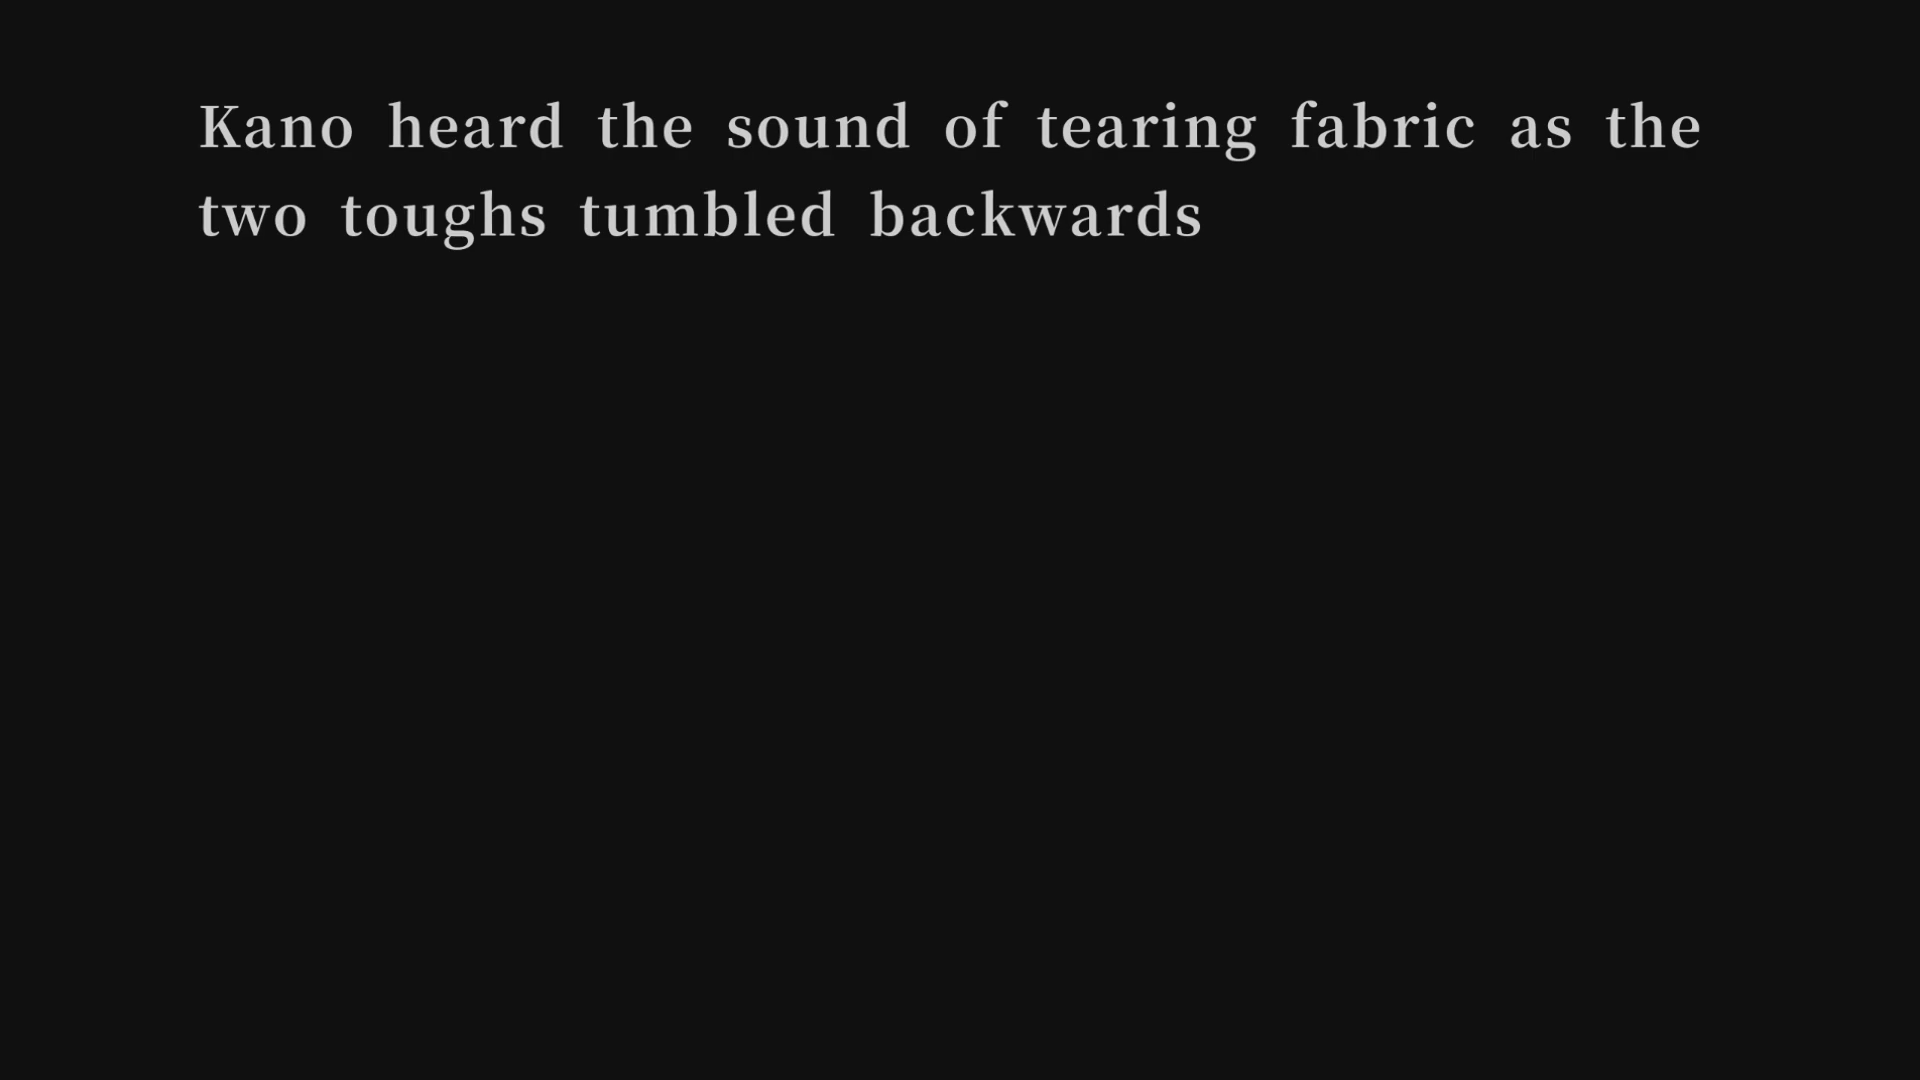 Kano heard the sound of tearing fabric as the
two toughs tumbled backwards